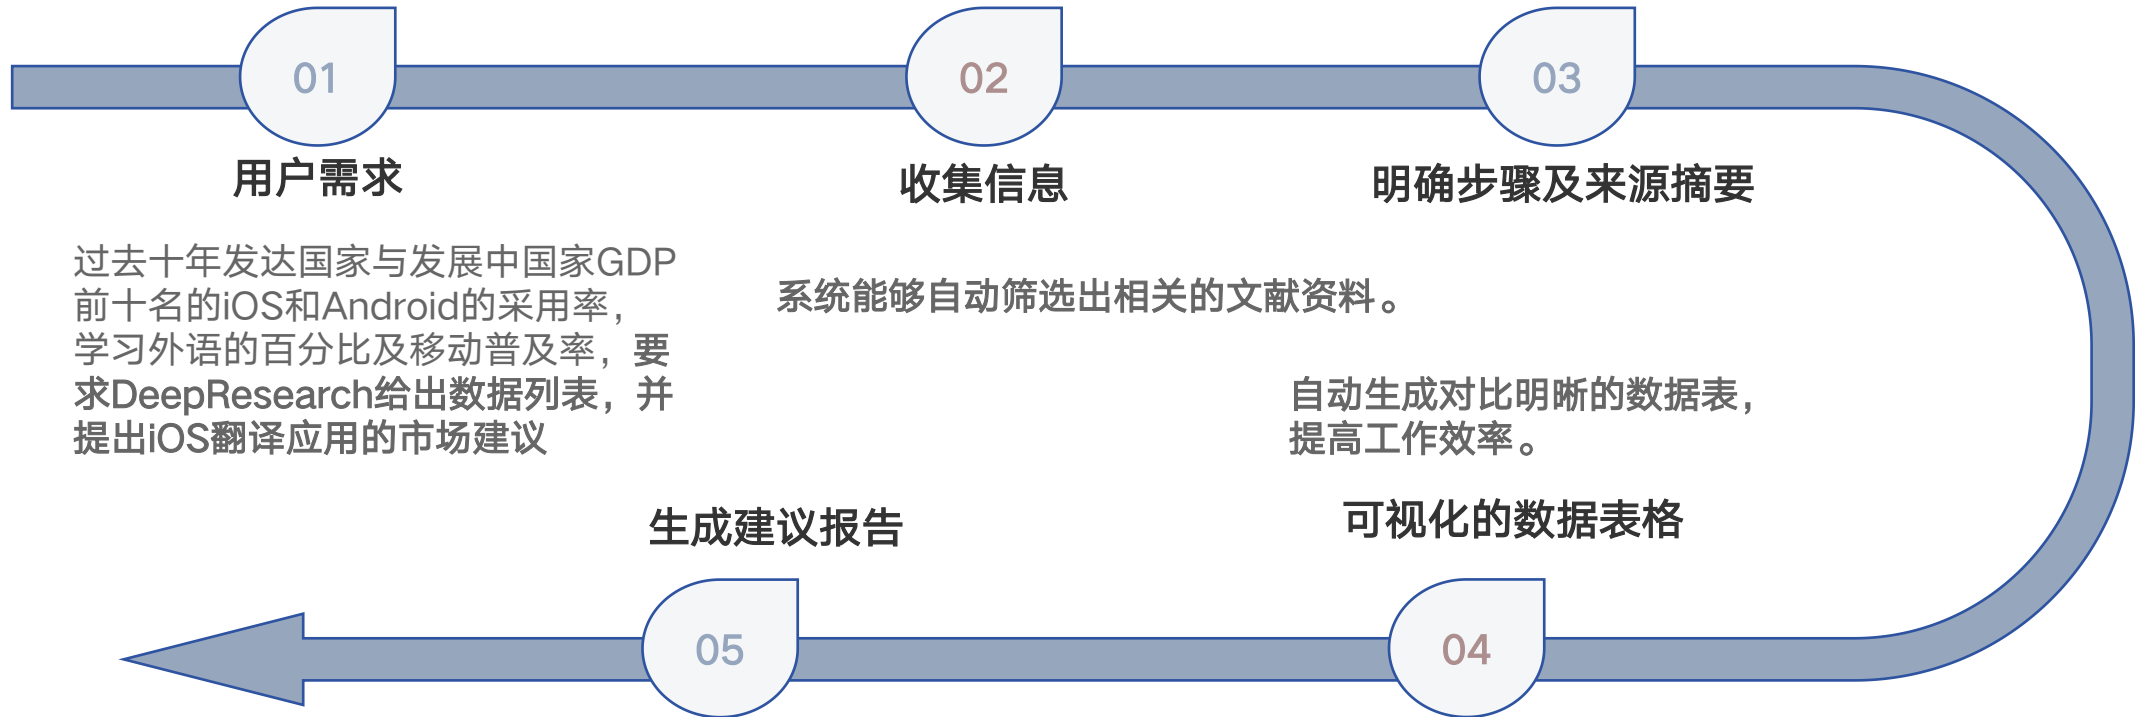 01
用户需求
过去十年发达国家与发展中国家GDP
前十名的iOS和Android的采用率，
学习外语的百分比及移动普及率，要
求DeepResearch给出数据列表，并
提出iOS翻译应用的市场建议
02
收集信息
系统能够自动筛选出相关的文献资料。
03
明确步骤及来源摘要
自动生成对比明晰的数据表，
提高工作效率。
可视化的数据表格
04
生成建议报告
05